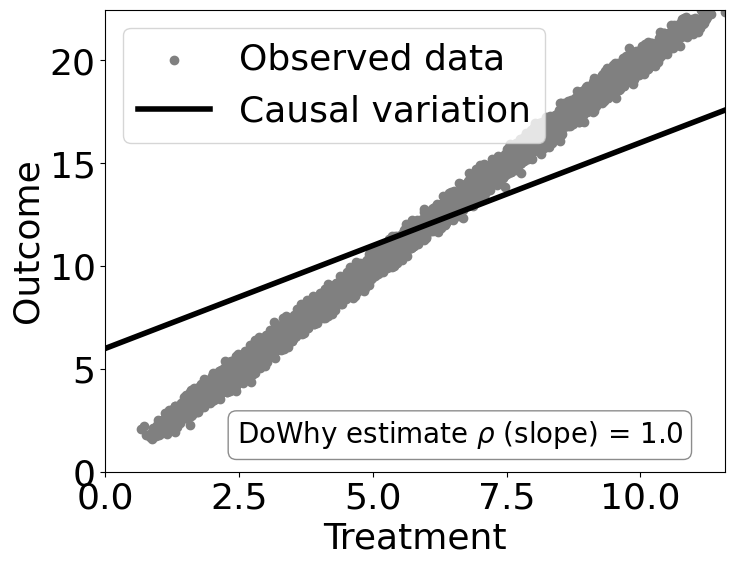 Observed data
Causal variation
20
15
10
5
0
Outcome
DoWhy estimate ρ (slope) = 1.0
0.0 2.5 5.0 7.5 10.0
Treatment